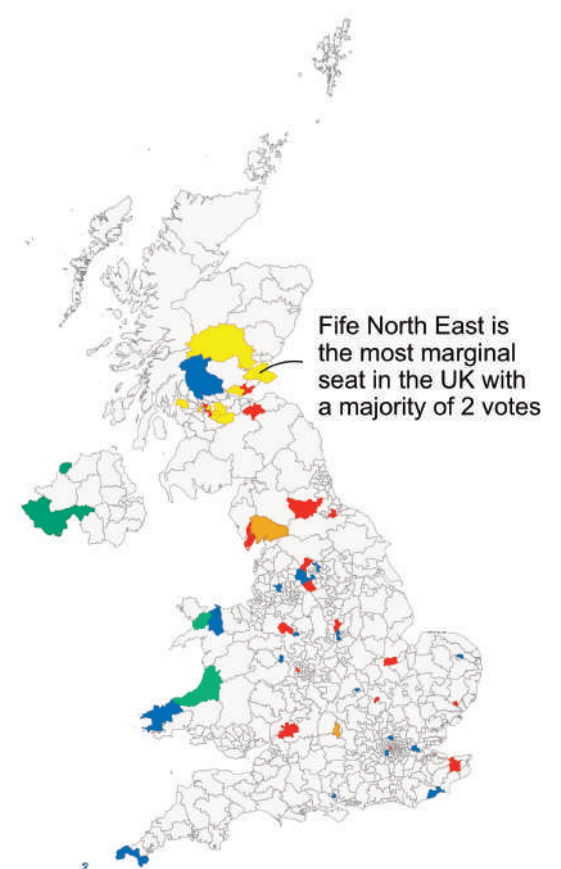 Fife North East is
the most marginal
seat in the UK with
a majority of 2 votes